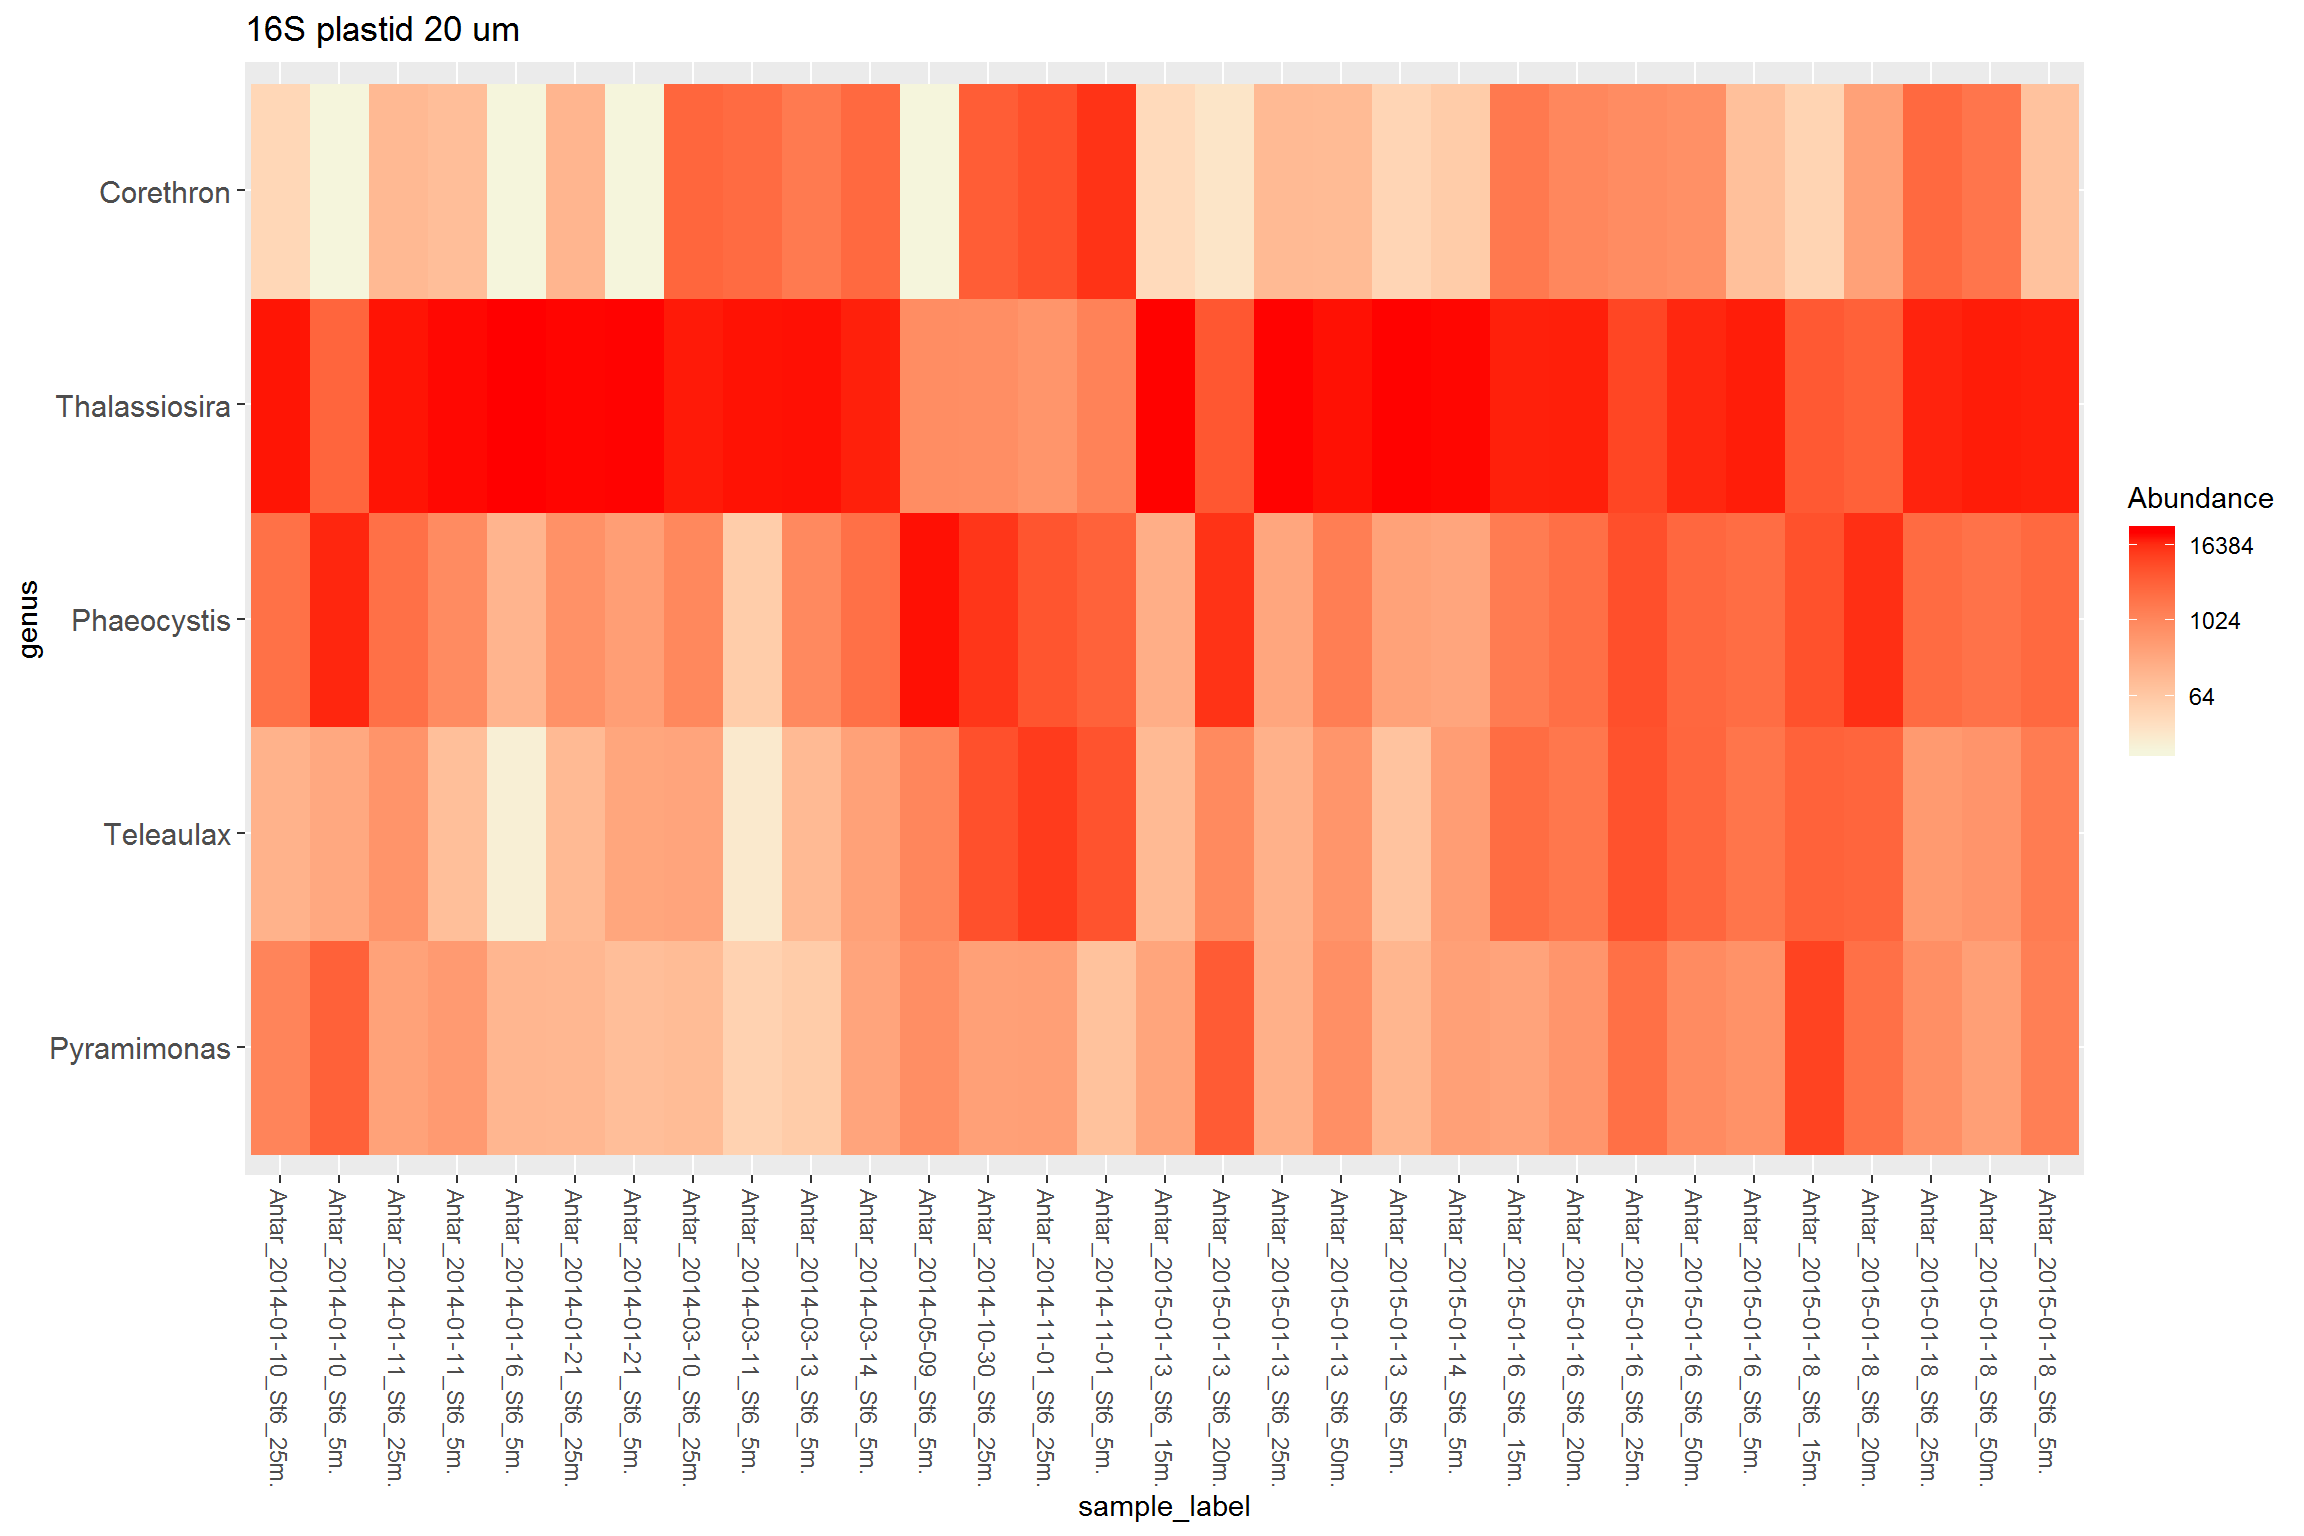 16S plastid 20 um
genus
Corethron
Thalassiosira
Phaeocystis
Teleaulax
Pyramimonas
Abundance
16384
1024
64
Antar_2014-01-10_St6_25m.
Antar_2014-01-10_St6_5m.
Antar_2014-01-11_St6_25m.
Antar_2014-01-11_St6_5m.
Antar_2014-01-16_St6_5m.
Antar_2014-01-21_St6_25m.
Antar_2014-01-21_St6_5m.
Antar_2014-03-10_St6_25m.
Antar_2014-03-11_St6_5m.
Antar_2014-03-13_St6_5m.
Antar_2014-03-14_St6_5m.
Antar_2014-05-09_St6_5m.
Antar_2014-10-30_St6_25m.
Antar_2014-11-01_St6_25m.
Antar_2014-11-01_St6_5m.
Antar_2015-01-13_St6_15m.
Antar_2015-01-13_St6_20m.
Antar_2015-01-13_St6_25m.
Antar_2015-01-13_St6_50m.
Antar_2015-01-13_St6_5m.
Antar_2015-01-14_St6_5m.
Antar_2015-01-16_St6_15m.
Antar_2015-01-16_St6_20m.
Antar_2015-01-16_St6_25m.
Antar_2015-01-16_St6_50m.
Antar_2015-01-16_St6_5m.
Antar_2015-01-18_St6_15m.
Antar_2015-01-18_St6_20m.
Antar_2015-01-18_St6_25m.
Antar_2015-01-18_St6_50m.
Antar_2015-01-18_St6_5m.
sample_label